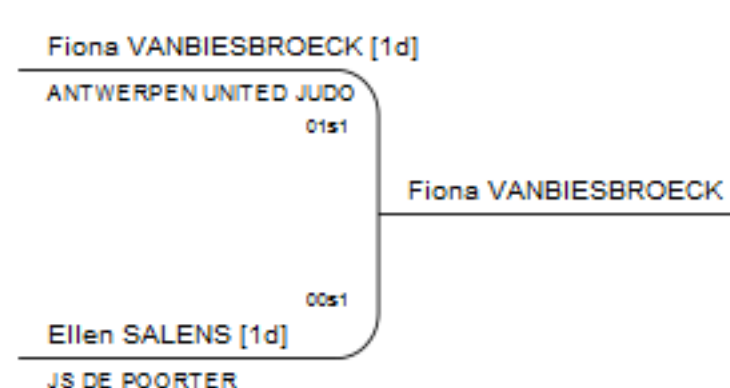 Fiona VANBIESBROECK [1d]
ANTWERPEN UNITED JUDO
01s1
Fiona VANBIESBROECK
00s1
Ellen SALENS [1d]
JS DE POORTER